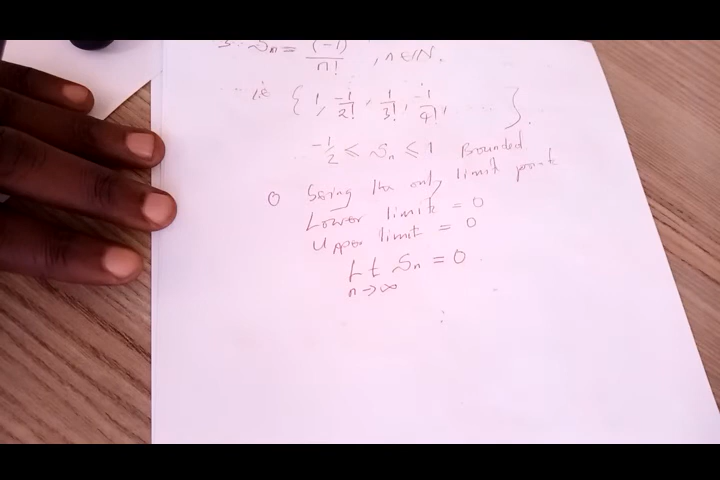 3. Sn = (-1) / n! , n ∈ N.
i.e { 1, -1/2!, 1/3!, -1/4!, ..... }.
-1/2 ≤ Sn ≤ 1 Bounded
0 being the only limit point
Lower limit = 0
Upper limit = 0
Lt Sn = 0
n→∞